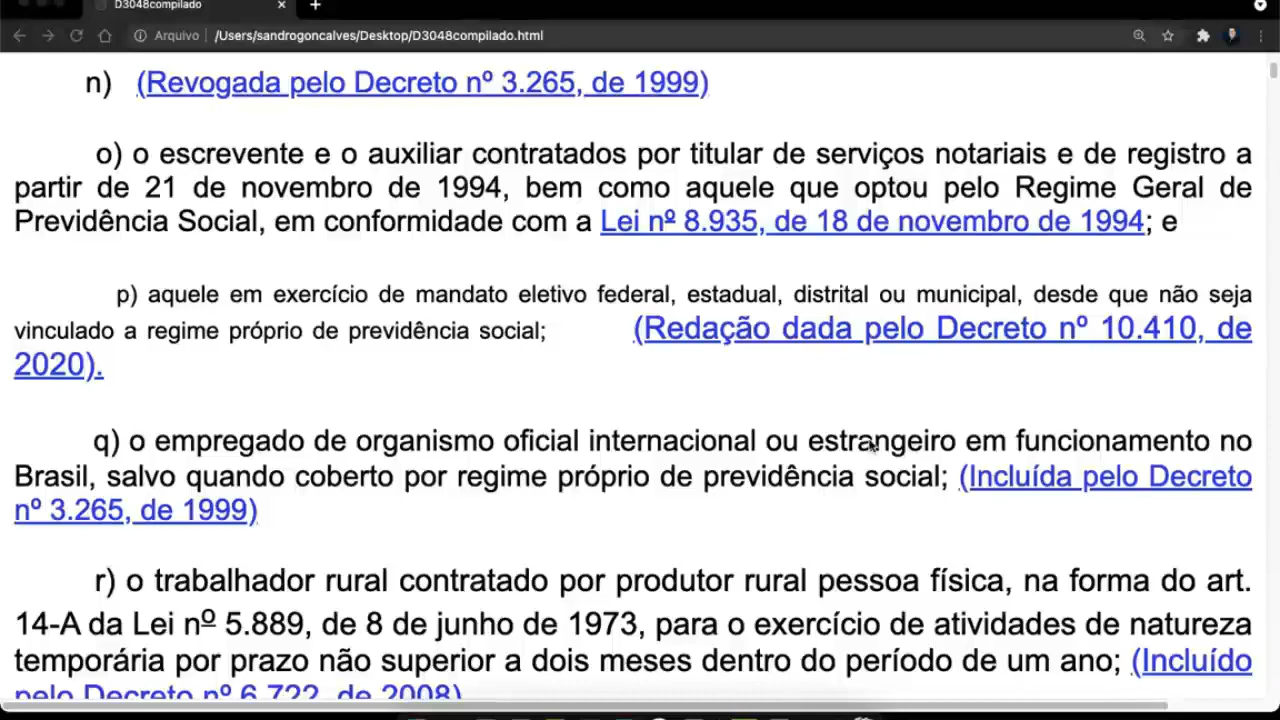 D3048compilado
Arquivo | /Users/sandrogoncalves/Desktop/D3048compilado.html
n) (Revogada pelo Decreto nº 3.265, de 1999)
o) o escrevente e o auxiliar contratados por titular de serviços notariais e de registro a
partir de 21 de novembro de 1994, bem como aquele que optou pelo Regime Geral de
Previdência Social, em conformidade com a Lei nº 8.935, de 18 de novembro de 1994; e
p) aquele em exercício de mandato eletivo federal, estadual, distrital ou municipal, desde que não seja
vinculado a regime próprio de previdência social; (Redação dada pelo Decreto nº 10.410, de
2020).
q) o empregado de organismo oficial internacional ou estrangeiro em funcionamento no
Brasil, salvo quando coberto por regime próprio de previdência social; (Incluída pelo Decreto
nº 3.265, de 1999)
r) o trabalhador rural contratado por produtor rural pessoa física, na forma do art.
14-A da Lei nº 5.889, de 8 de junho de 1973, para o exercício de atividades de natureza
temporária por prazo não superior a dois meses dentro do período de um ano; (Incluído
pelo Decreto nº 6.722, de 2008)